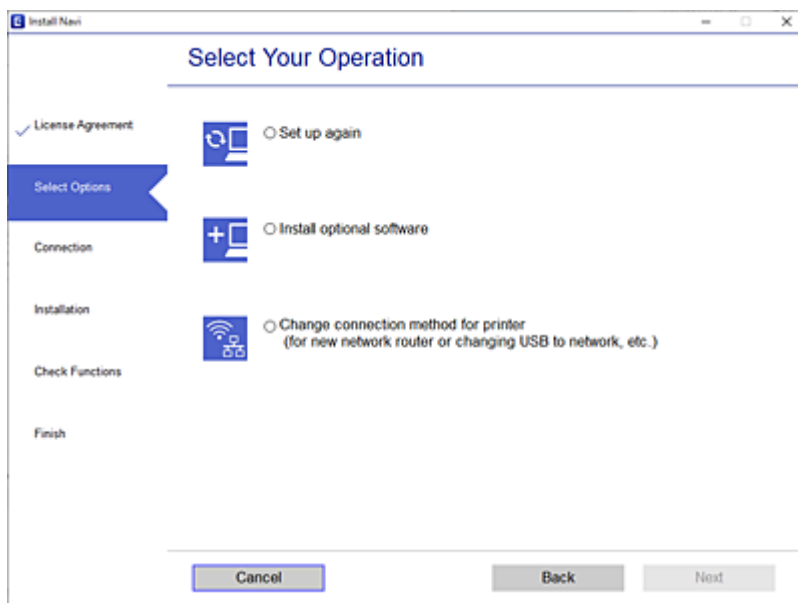 Install Navi
Select Your Operation
License Agreement
Select Options
Connection
Installation
Check Functions
Finish
Set up again
Install optional software
Change connection method for printer
(for new network router or changing USB to network, etc.)
Cancel
Back
Next